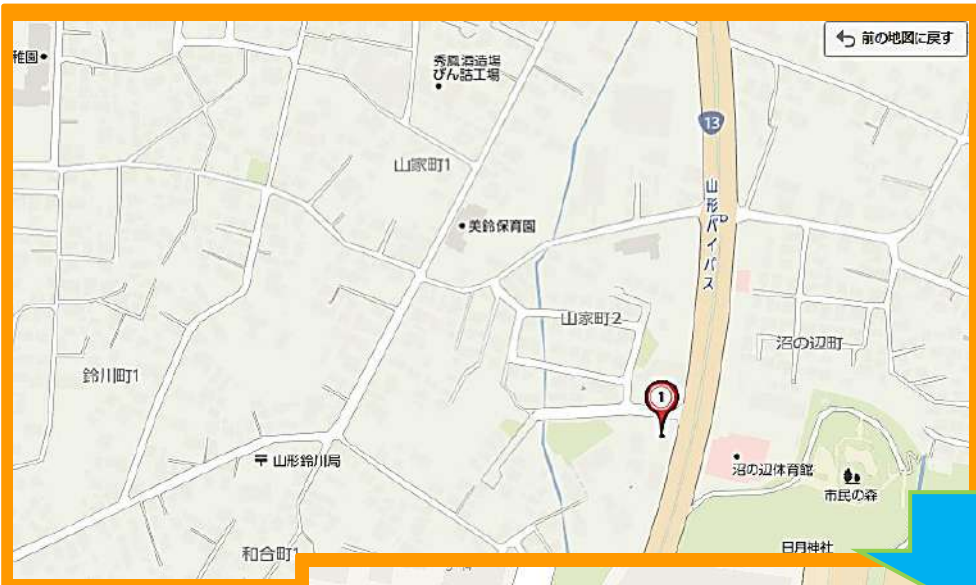 稚園
秀鳳酒造場
びん詰工場
前の地図に戻す
13
山家町1
山形バイパス
P
美鈴保育園
山家町2
沼の辺町
鈴川町1
1
山形鈴川局
沼の辺体育館
市民の森
和合町1
日月神社